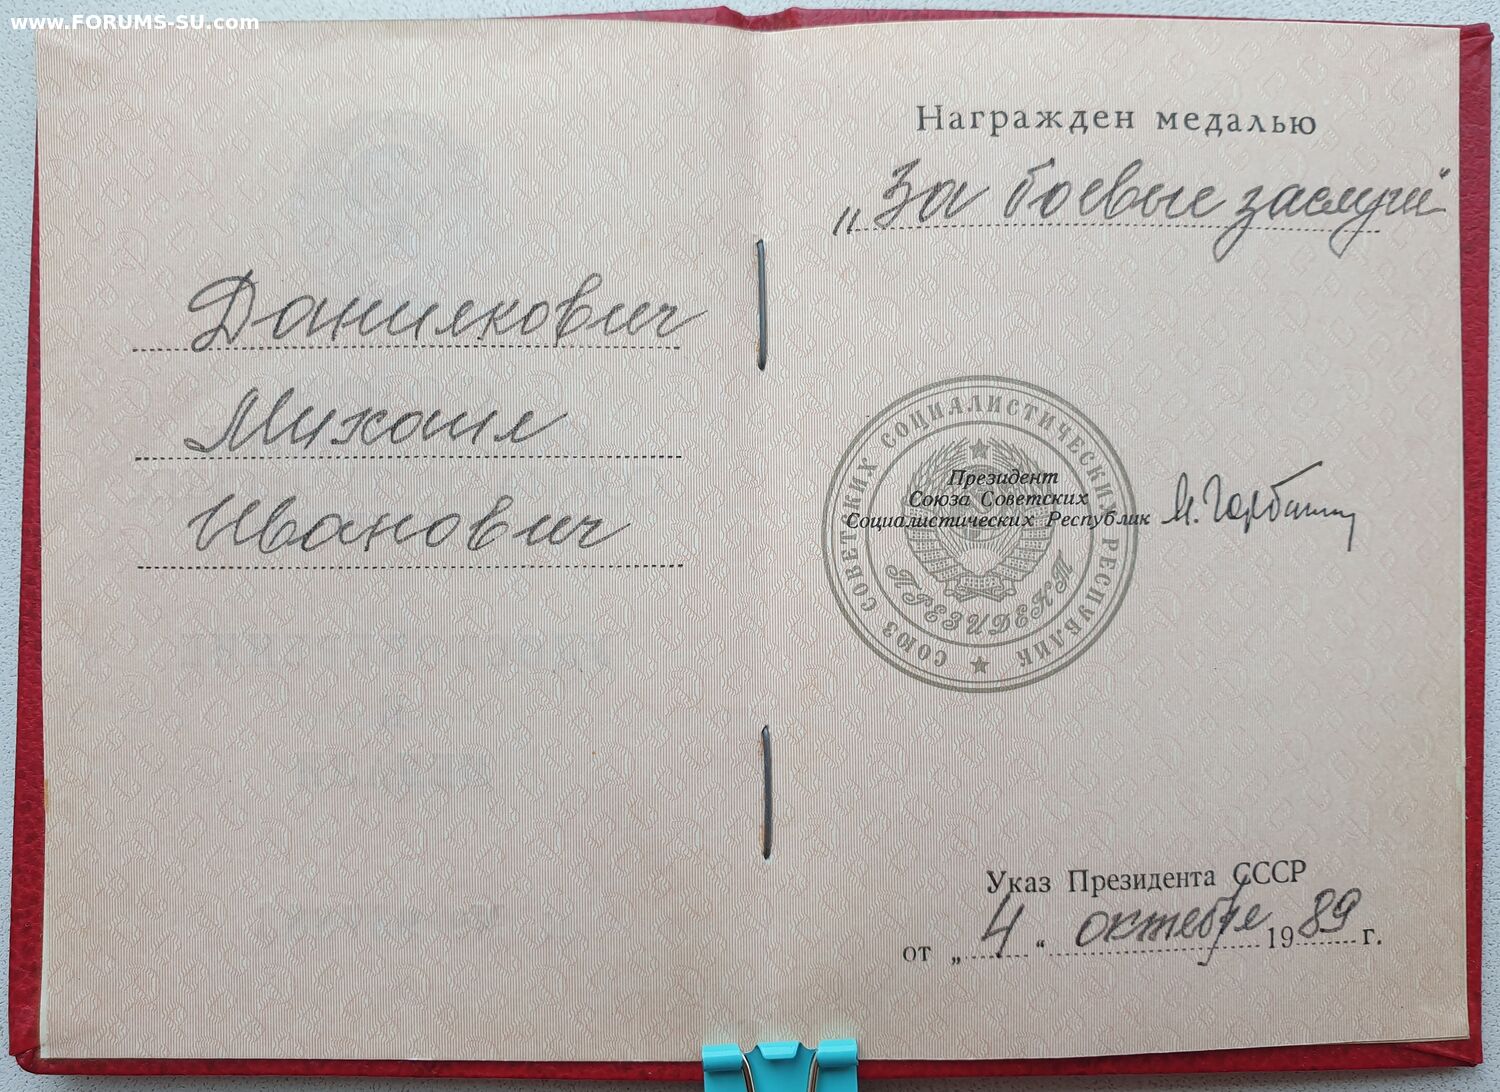 www.FORUMS-SU.com
Данилкович
Михаил
Иванович
Награжден медалью
„За боевые заслуги"
СОЮЗ СОВЕТСКИХ СОЦИАЛИСТИЧЕСКИХ РЕСПУБЛИК
ПРЕЗИДЕНТ
Президент
Союза Советских
Социалистических Республик М. Горбачев
Указ Президента СССР
от „4" октября 1989 г.